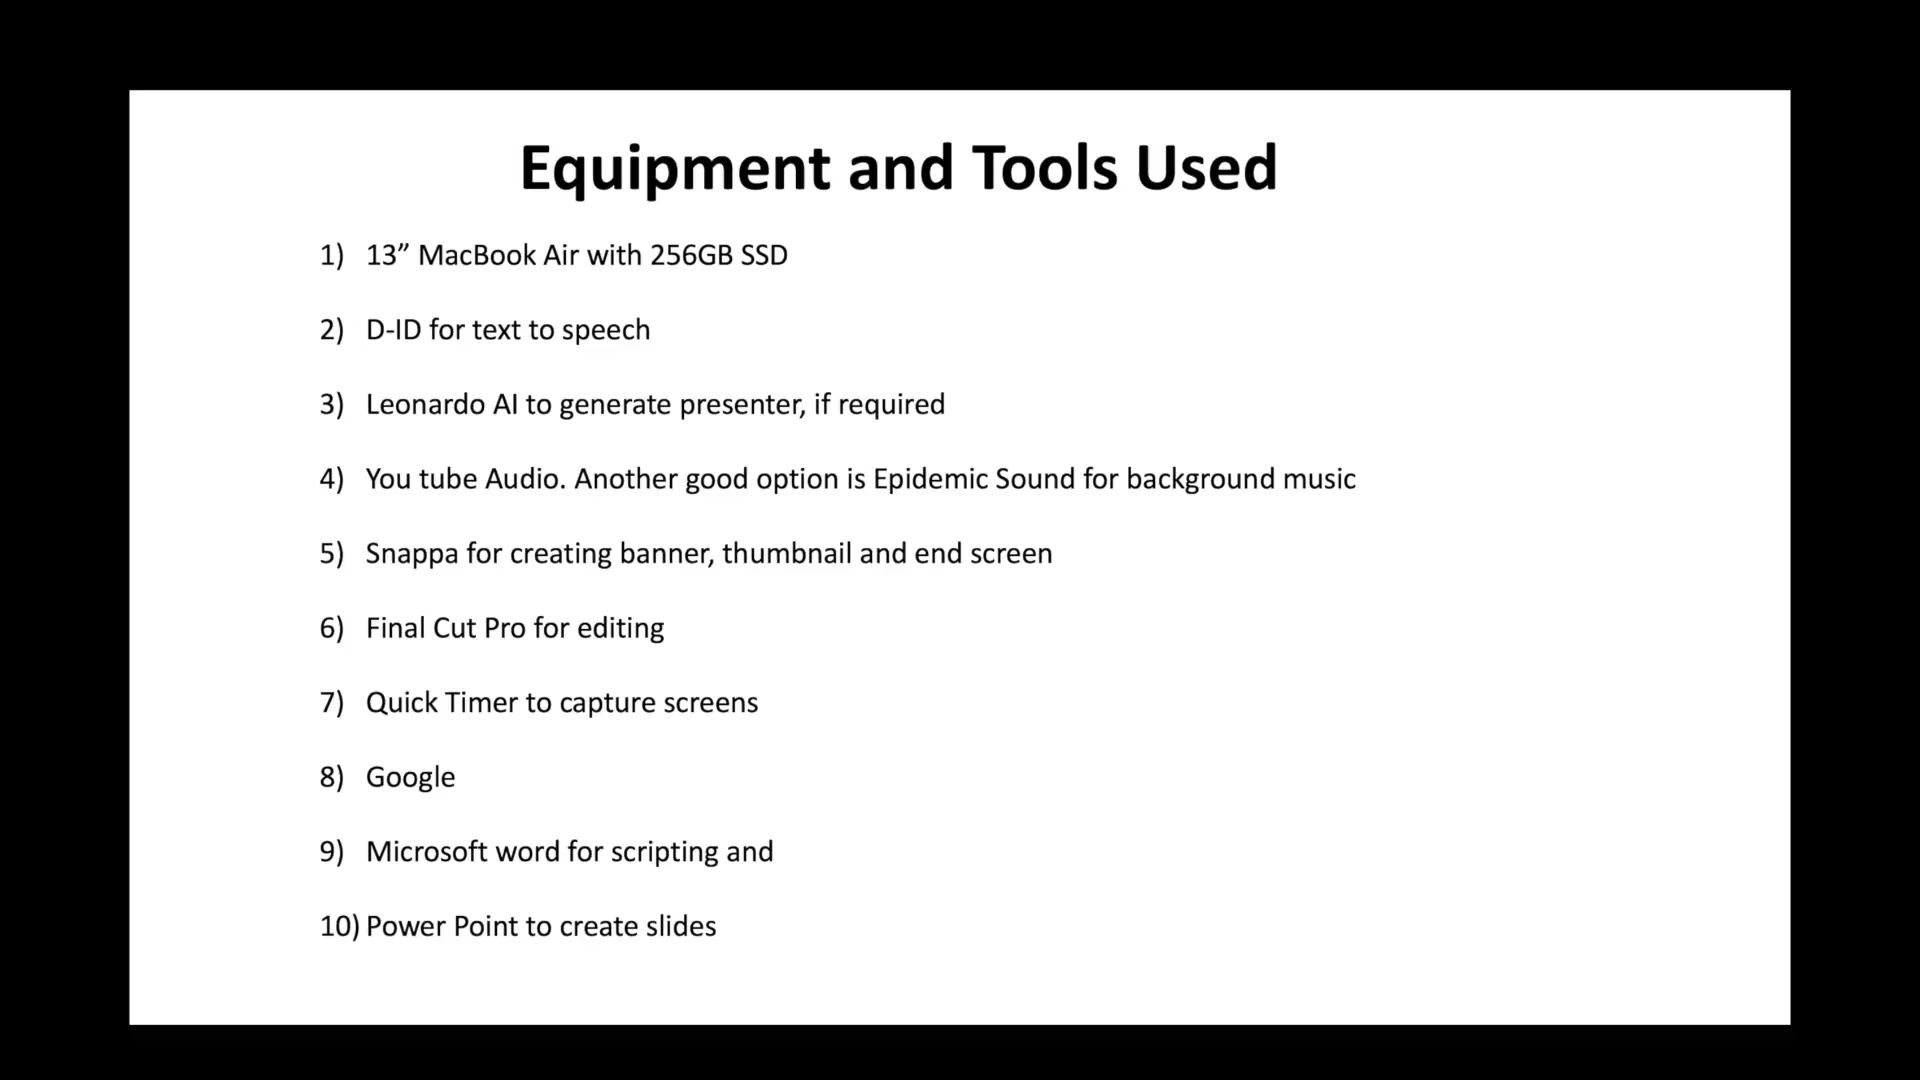 Equipment and Tools Used
1) 13” MacBook Air with 256GB SSD
2) D-ID for text to speech
3) Leonardo AI to generate presenter, if required
4) You tube Audio. Another good option is Epidemic Sound for background music
5) Snappa for creating banner, thumbnail and end screen
6) Final Cut Pro for editing
7) Quick Timer to capture screens
8) Google
9) Microsoft word for scripting and
10) Power Point to create slides